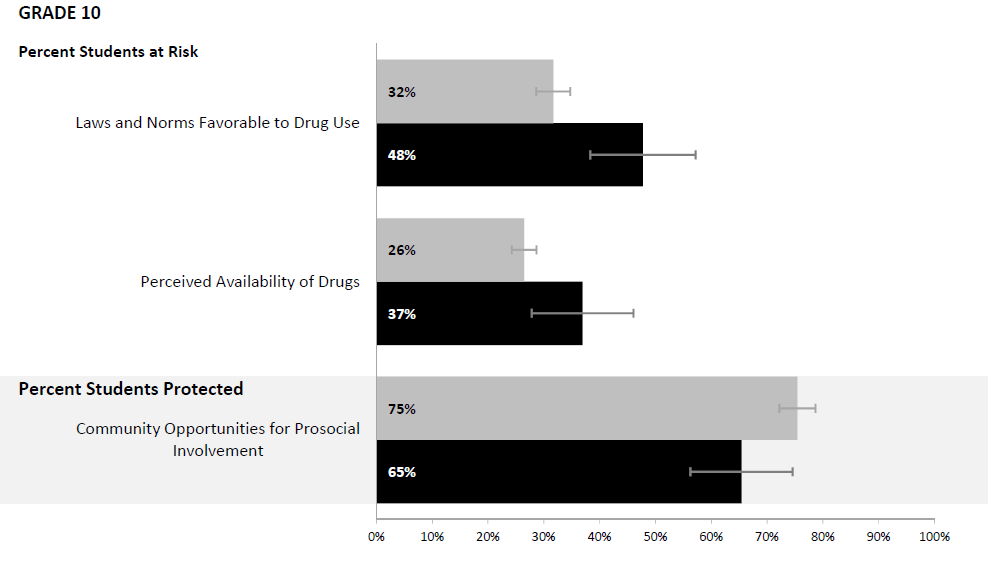 GRADE 10
Percent Students at Risk
32%
Laws and Norms Favorable to Drug Use
48%
26%
Perceived Availability of Drugs
37%
Percent Students Protected
75%
Community Opportunities for Prosocial
Involvement
65%
0% 10% 20% 30% 40% 50% 60% 70% 80% 90% 100%